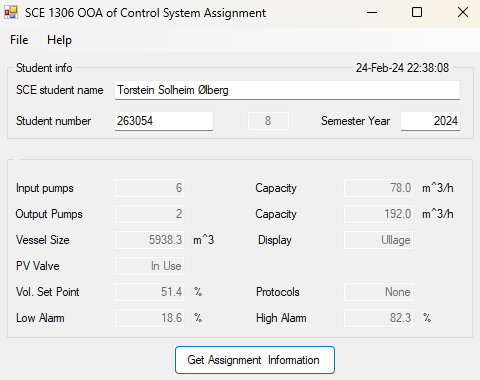 SCE 1306 OOA of Control System Assignment
File Help
Student info 24-Feb-24 22:38:08
SCE student name Torstein Solheim Ølberg
Student number 263054 8 Semester Year 2024
Input pumps 6 Capacity 78.0 m^3/h
Output Pumps 2 Capacity 192.0 m^3/h
Vessel Size 5938.3 m^3 Display Ullage
PV Valve In Use
Vol. Set Point 51.4 % Protocols None
Low Alarm 18.6 % High Alarm 82.3 %
Get Assignment Information